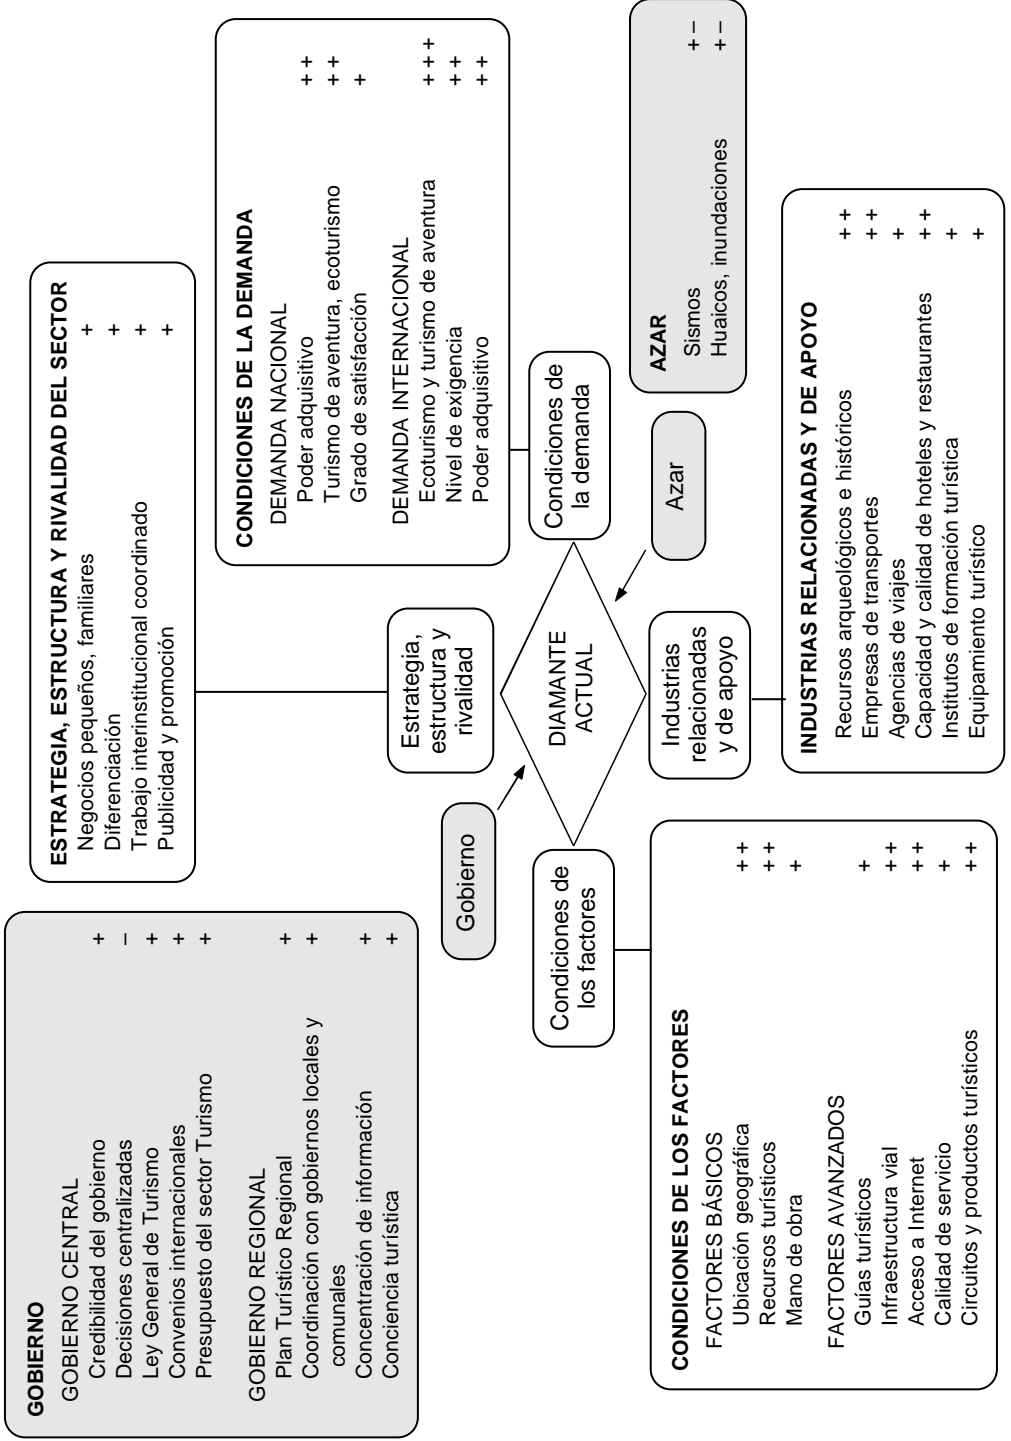 GOBIERNO
GOBIERNO CENTRAL
Credibilidad del gobierno +
Decisiones centralizadas –
Ley General de Turismo +
Convenios internacionales +
Presupuesto del sector Turismo +
GOBIERNO REGIONAL
Plan Turístico Regional +
Coordinación con gobiernos locales y +
comunales
Concentración de información +
Conciencia turística +
ESTRATEGIA, ESTRUCTURA Y RIVALIDAD DEL SECTOR
Negocios pequeños, familiares +
Diferenciación +
Trabajo interinstitucional coordinado +
Publicidad y promoción +
CONDICIONES DE LA DEMANDA
DEMANDA NACIONAL
Poder adquisitivo + +
Turismo de aventura, ecoturismo + +
Grado de satisfacción +
DEMANDA INTERNACIONAL
Ecoturismo y turismo de aventura + + +
Nivel de exigencia + +
Poder adquisitivo + +
Gobierno
Estrategia,
estructura y
rivalidad
Condiciones de
los factores
DIAMANTE
ACTUAL
Condiciones de
la demanda
Industrias
relacionadas
y de apoyo
Azar
AZAR
Sismos + –
Huaicos, inundaciones + –
CONDICIONES DE LOS FACTORES
FACTORES BÁSICOS
Ubicación geográfica + +
Recursos turísticos + +
Mano de obra +
FACTORES AVANZADOS
Guías turísticos +
Infraestructura vial + +
Acceso a Internet + +
Calidad de servicio +
Circuitos y productos turísticos + +
INDUSTRIAS RELACIONADAS Y DE APOYO
Recursos arqueológicos e históricos + +
Empresas de transportes + +
Agencias de viajes +
Capacidad y calidad de hoteles y restaurantes + +
Institutos de formación turística +
Equipamiento turístico +